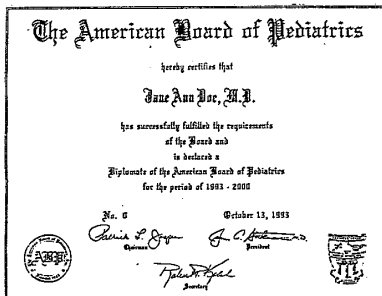 The American Board of Pediatrics
hereby certifies that
Jane Ann Doe, M.D.
has successfully fulfilled the requirements
of the Board and
is declared a
Diplomate of the American Board of Pediatrics
for the period of 1993 - 2000
No. 0 October 13, 1993
Chairman President
Secretary
ABP